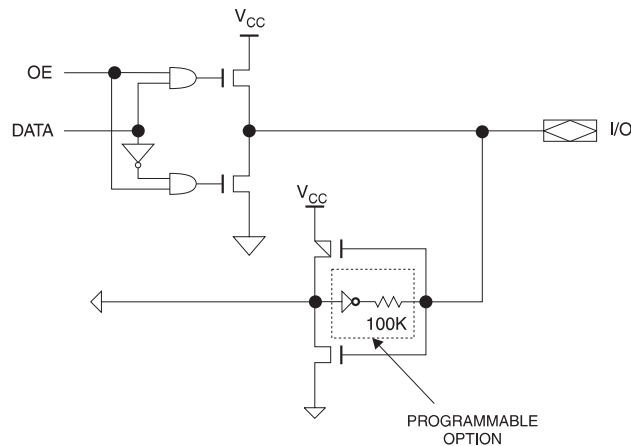 VCC
OE
DATA
I/O
VCC
100K
PROGRAMMABLE
OPTION